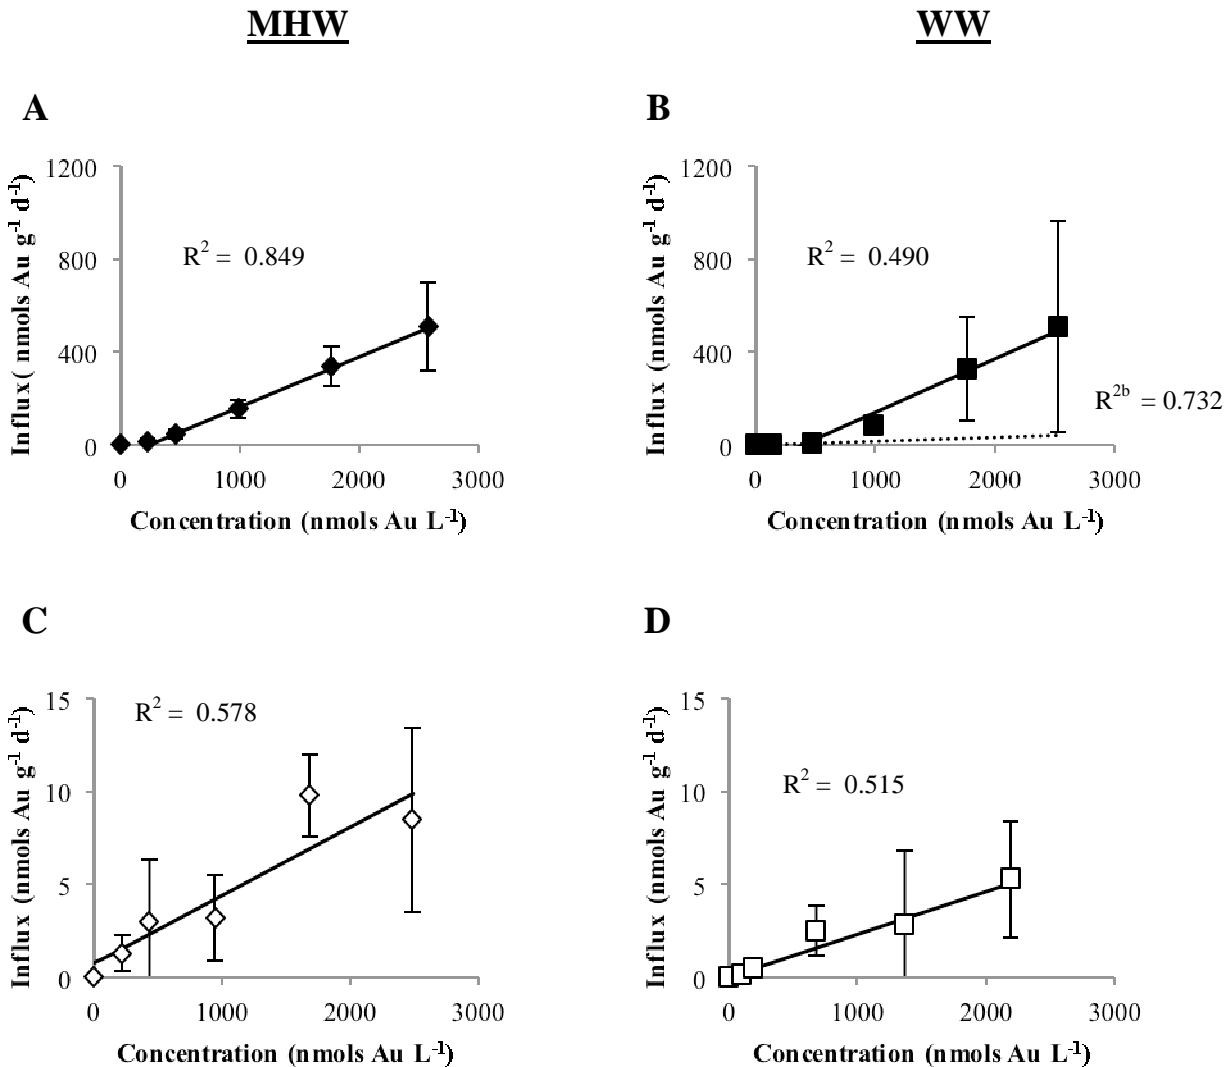 MHW
WW
A
1200
800
400
0
Influx( nmols Au g-1 d-1)
R2 = 0.849
0 1000 2000 3000
Concentration (nmols Au L-1)
B
1200
800
400
0
Influx (nmols Au g-1 d-1)
R2 = 0.490
R2b = 0.732
0 1000 2000 3000
Concentration (nmols Au L-1)
C
15
10
5
0
Influx (nmols Au g-1 d-1)
R2 = 0.578
0 1000 2000 3000
Concentration (nmols Au L-1)
D
15
10
5
0
Influx (nmols Au g-1 d-1)
R2 = 0.515
0 1000 2000 3000
Concentration (nmols Au L-1)